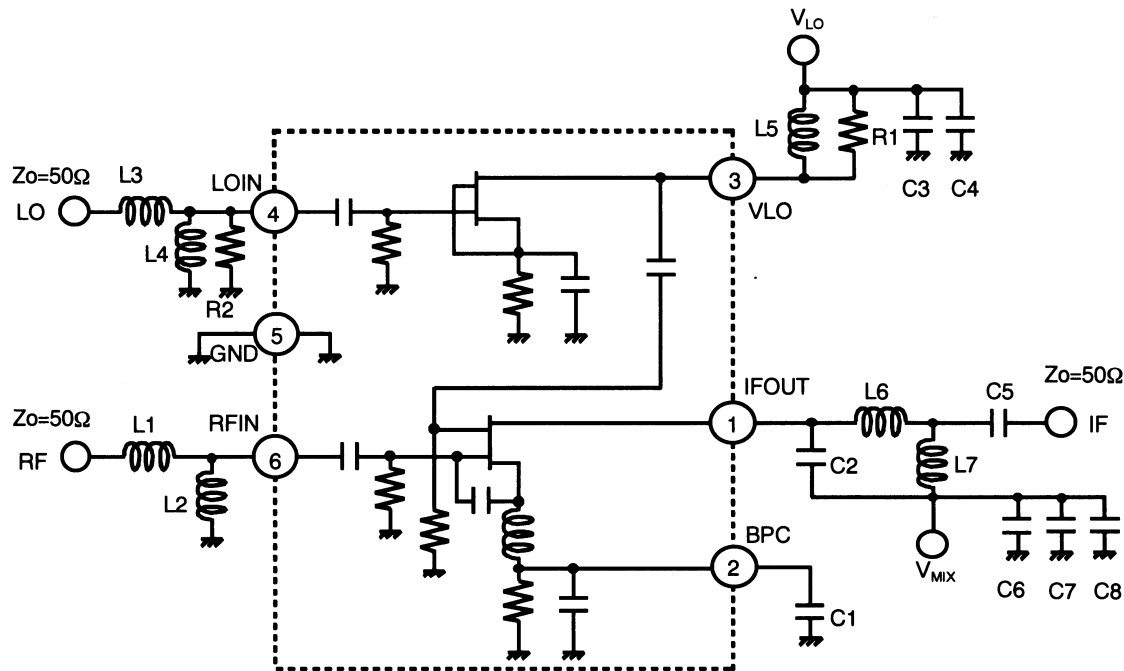 V_LO
L5
R1
C3
C4
Zo=50Ω
L3
LOIN
LO
4
3
VLO
L4
R2
5
GND
IFOUT
L6
C5
Zo=50Ω
Zo=50Ω
L1
RFIN
1
IF
RF
6
C2
L7
L2
BPC
2
V_MIX
C6
C7
C8
C1